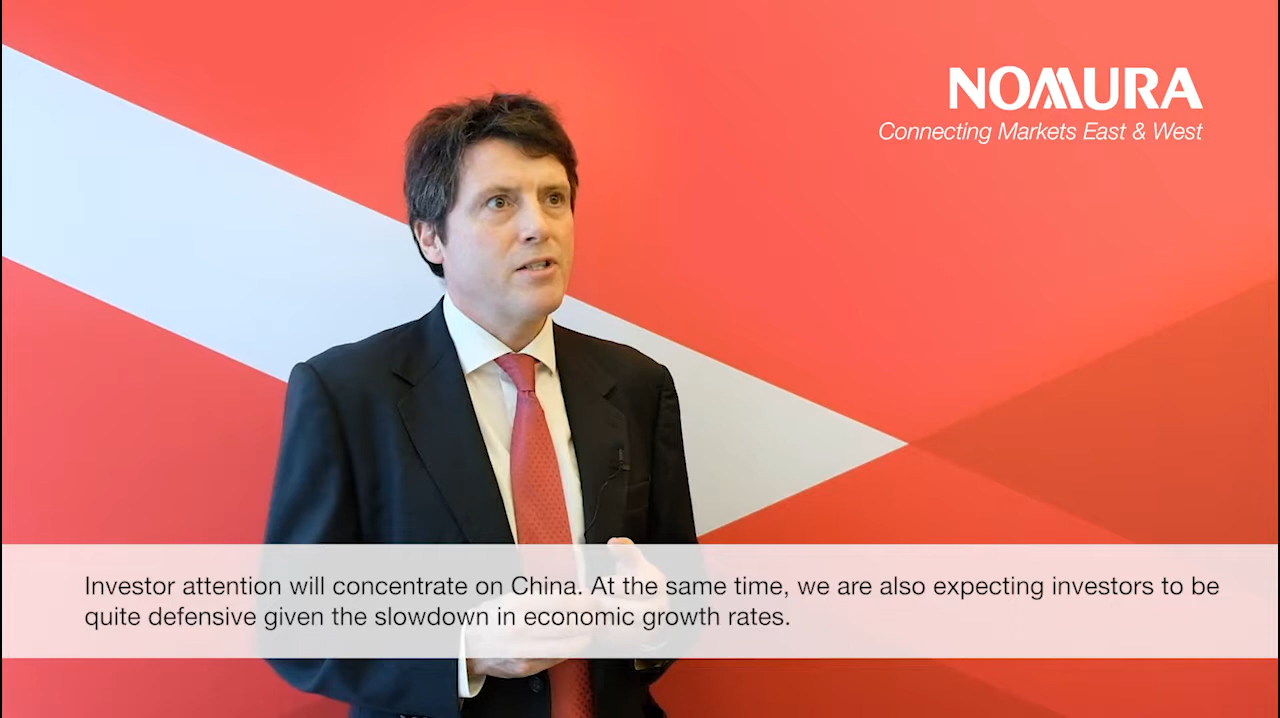 NOMURA
Connecting Markets East & West
Investor attention will concentrate on China. At the same time, we are also expecting investors to be
quite defensive given the slowdown in economic growth rates.